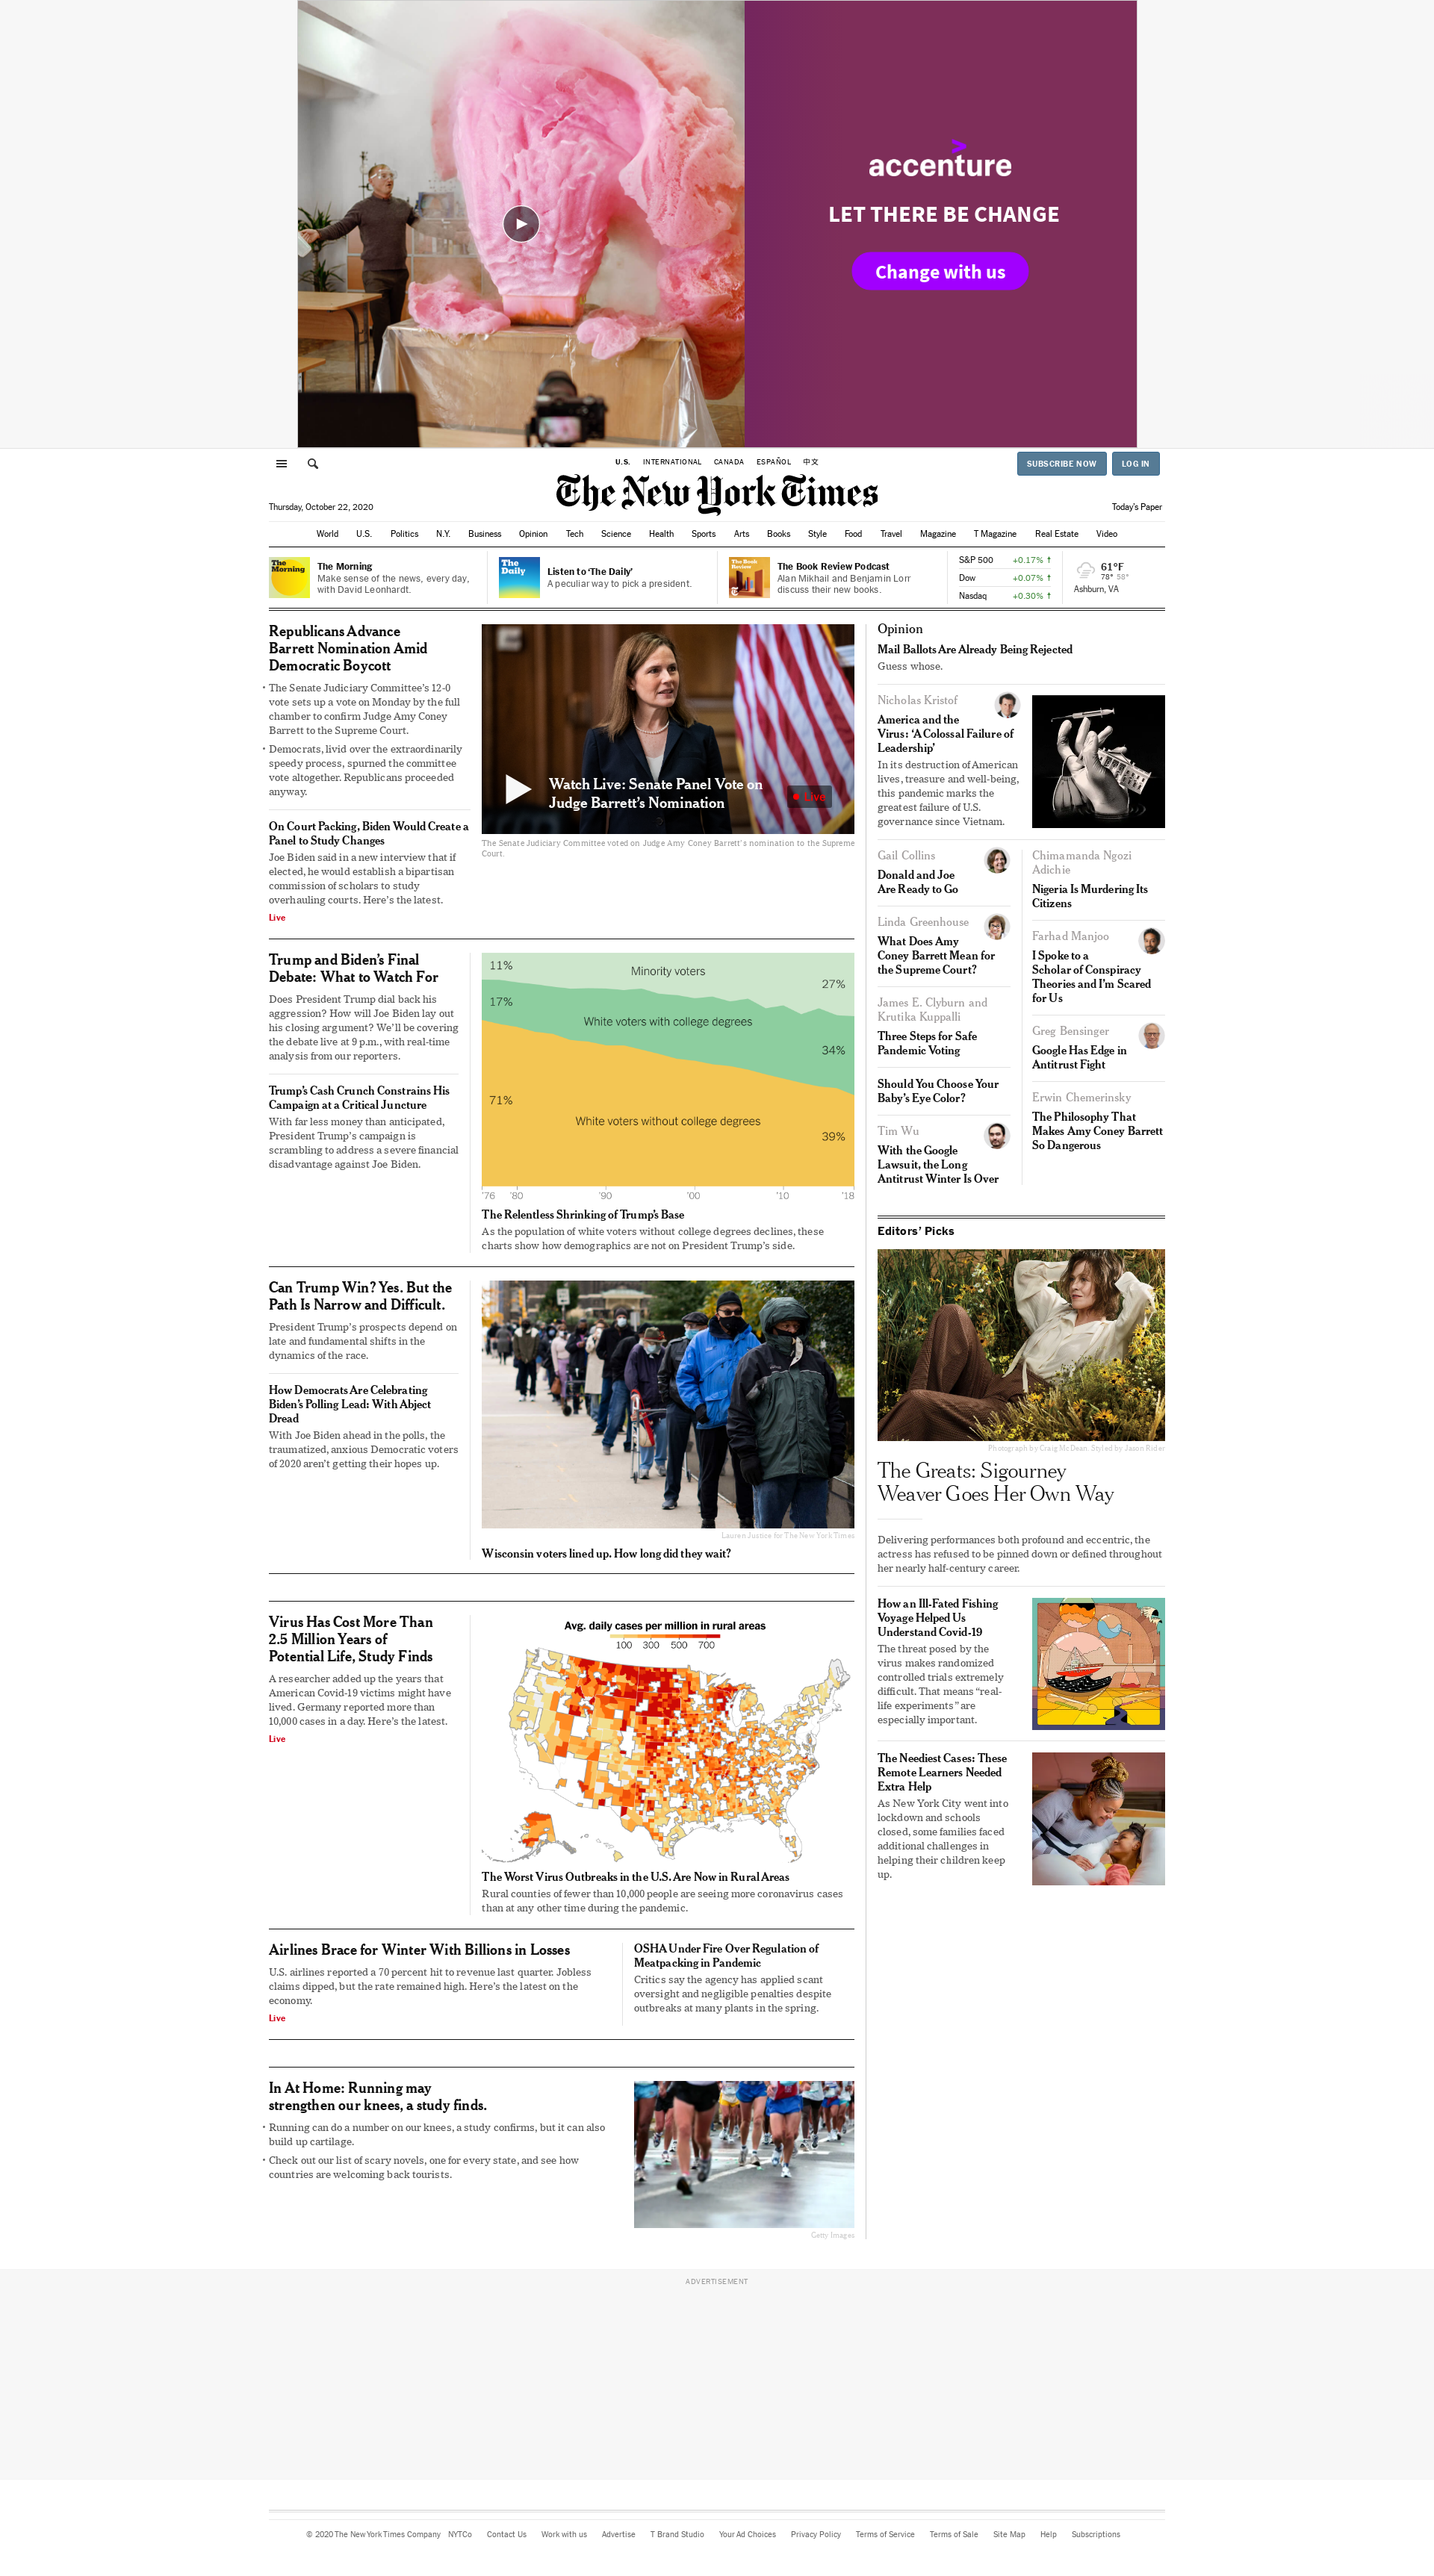 accenture
LET THERE BE CHANGE
Change with us
U.S. INTERNATIONAL CANADA ESPAÑOL 中文
SUBSCRIBE NOW LOG IN
The New York Times
Thursday, October 22, 2020
Today's Paper
World U.S. Politics N.Y. Business Opinion Tech Science Health Sports Arts Books Style Food Travel Magazine T Magazine Real Estate Video
The Morning
The Morning
Make sense of the news, every day,
with David Leonhardt.
The Daily
Listen to 'The Daily'
A peculiar way to pick a president.
The Book Review
The Book Review Podcast
Alan Mikhail and Benjamin Lorr
discuss their new books.
S&P 500 +0.17% ↑
Dow +0.07% ↑
Nasdaq +0.30% ↑
61°F
78° 58°
Ashburn, VA
Republicans Advance
Barrett Nomination Amid
Democratic Boycott
• The Senate Judiciary Committee's 12-0
vote sets up a vote on Monday by the full
chamber to confirm Judge Amy Coney
Barrett to the Supreme Court.
• Democrats, livid over the extraordinarily
speedy process, spurned the committee
vote altogether. Republicans proceeded
anyway.
On Court Packing, Biden Would Create a
Panel to Study Changes
Joe Biden said in a new interview that if
elected, he would establish a bipartisan
commission of scholars to study
overhauling courts. Here's the latest.
Live
Watch Live: Senate Panel Vote on
Judge Barrett's Nomination
Live
The Senate Judiciary Committee voted on Judge Amy Coney Barrett's nomination to the Supreme
Court.
Trump and Biden's Final
Debate: What to Watch For
Does President Trump dial back his
aggression? How will Joe Biden lay out
his closing argument? We'll be covering
the debate live at 9 p.m., with real-time
analysis from our reporters.
Trump's Cash Crunch Constrains His
Campaign at a Critical Juncture
With far less money than anticipated,
President Trump's campaign is
scrambling to address a severe financial
disadvantage against Joe Biden.
11% Minority voters 27%
17% White voters with college degrees 34%
71% White voters without college degrees 39%
'76 '80 '90 '00 '10 '18
The Relentless Shrinking of Trump's Base
As the population of white voters without college degrees declines, these
charts show how demographics are not on President Trump's side.
Can Trump Win? Yes. But the
Path Is Narrow and Difficult.
President Trump's prospects depend on
late and fundamental shifts in the
dynamics of the race.
How Democrats Are Celebrating
Biden's Polling Lead: With Abject
Dread
With Joe Biden ahead in the polls, the
traumatized, anxious Democratic voters
of 2020 aren't getting their hopes up.
Lauren Justice for The New York Times
Wisconsin voters lined up. How long did they wait?
Virus Has Cost More Than
2.5 Million Years of
Potential Life, Study Finds
A researcher added up the years that
American Covid-19 victims might have
lived. Germany reported more than
10,000 cases in a day. Here's the latest.
Live
Avg. daily cases per million in rural areas
100 300 500 700
The Worst Virus Outbreaks in the U.S. Are Now in Rural Areas
Rural counties of fewer than 10,000 people are seeing more coronavirus cases
than at any other time during the pandemic.
Airlines Brace for Winter With Billions in Losses
U.S. airlines reported a 70 percent hit to revenue last quarter. Jobless
claims dipped, but the rate remained high. Here's the latest on the
economy.
Live
OSHA Under Fire Over Regulation of
Meatpacking in Pandemic
Critics say the agency has applied scant
oversight and negligible penalties despite
outbreaks at many plants in the spring.
In At Home: Running may
strengthen our knees, a study finds.
• Running can do a number on our knees, a study confirms, but it can also
build up cartilage.
• Check out our list of scary novels, one for every state, and see how
countries are welcoming back tourists.
Getty Images
Opinion
Mail Ballots Are Already Being Rejected
Guess whose.
Nicholas Kristof
America and the
Virus: 'A Colossal Failure of
Leadership'
In its destruction of American
lives, treasure and well-being,
this pandemic marks the
greatest failure of U.S.
governance since Vietnam.
Gail Collins
Donald and Joe
Are Ready to Go
Linda Greenhouse
What Does Amy
Coney Barrett Mean for
the Supreme Court?
James E. Clyburn and
Krutika Kuppalli
Three Steps for Safe
Pandemic Voting
Should You Choose Your
Baby's Eye Color?
Tim Wu
With the Google
Lawsuit, the Long
Antitrust Winter Is Over
Chimamanda Ngozi
Adichie
Nigeria Is Murdering Its
Citizens
Farhad Manjoo
I Spoke to a
Scholar of Conspiracy
Theories and I'm Scared
for Us
Greg Bensinger
Google Has Edge in
Antitrust Fight
Erwin Chemerinsky
The Philosophy That
Makes Amy Coney Barrett
So Dangerous
Editors' Picks
Photograph by Craig McDean. Styled by Jason Rider
The Greats: Sigourney
Weaver Goes Her Own Way
Delivering performances both profound and eccentric, the
actress has refused to be pinned down or defined throughout
her nearly half-century career.
How an Ill-Fated Fishing
Voyage Helped Us
Understand Covid-19
The threat posed by the
virus makes randomized
controlled trials extremely
difficult. That means “real-
life experiments” are
especially important.
The Neediest Cases: These
Remote Learners Needed
Extra Help
As New York City went into
lockdown and schools
closed, some families faced
additional challenges in
helping their children keep
up.
ADVERTISEMENT
© 2020 The New York Times Company NYTCo Contact Us Work with us Advertise T Brand Studio Your Ad Choices Privacy Policy Terms of Service Terms of Sale Site Map Help Subscriptions